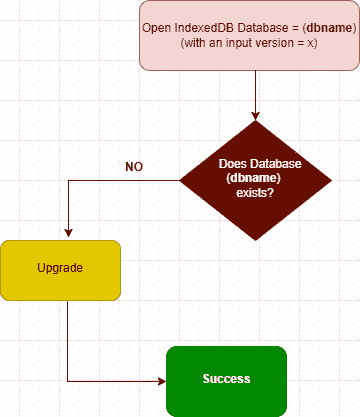 Open IndexedDB Database = (dbname)
(with an input version = x)
Does Database
(dbname)
exists?
NO
Upgrade
Success